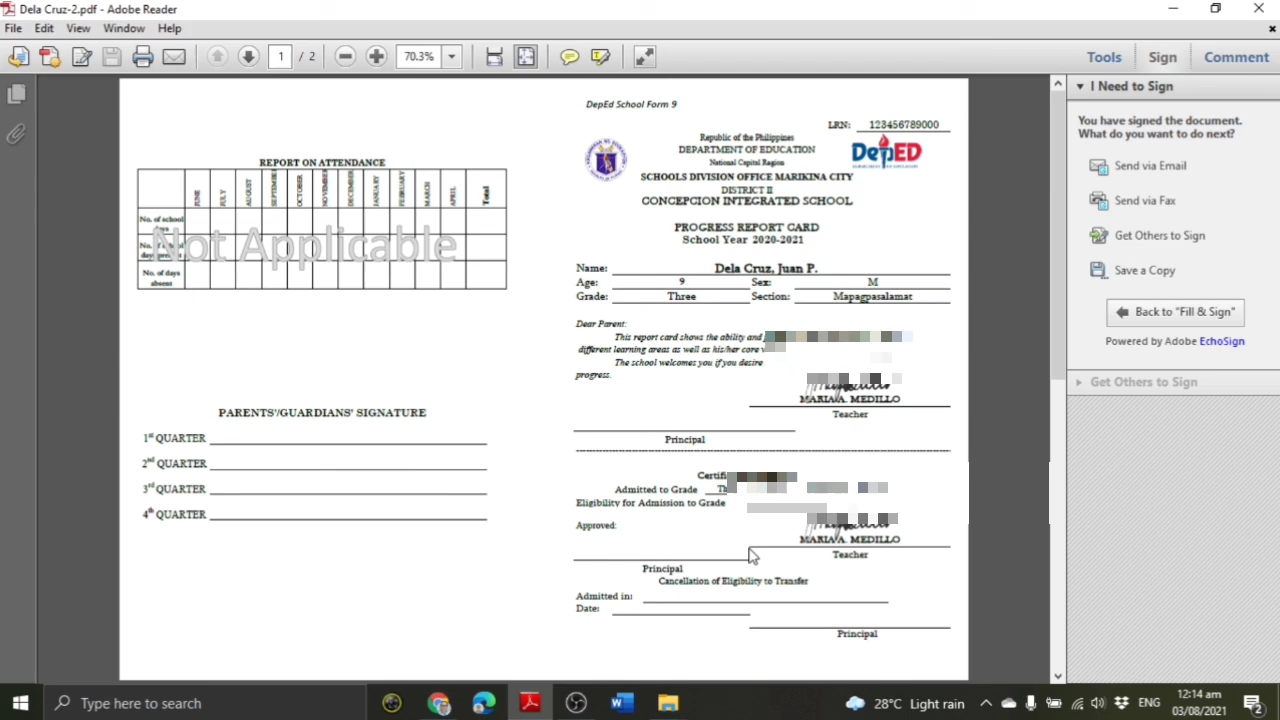 Dela Cruz-2.pdf - Adobe Reader
File Edit View Window Help
1 / 2 70.3% Tools Sign Comment
I Need to Sign
You have signed the document.
What do you want to do next?
Send via Email
Send via Fax
Get Others to Sign
Save a Copy
Back to "Fill & Sign"
Powered by Adobe EchoSign
Get Others to Sign
REPORT ON ATTENDANCE
JUNE JULY AUGUST SEPTEMBER OCTOBER NOVEMBER DECEMBER JANUARY FEBRUARY MARCH APRIL Total
No. of school
days
No. of school
days present
No. of days
absent
Not Applicable
PARENTS'/GUARDIANS' SIGNATURE
1st QUARTER
2nd QUARTER
3rd QUARTER
4th QUARTER
DepEd School Form 9
LRN: 123456789000
Republic of the Philippines
DEPARTMENT OF EDUCATION
National Capital Region
DepED
SCHOOLS DIVISION OFFICE MARIKINA CITY
DISTRICT II
CONCEPCION INTEGRATED SCHOOL
PROGRESS REPORT CARD
School Year 2020-2021
Name: Dela Cruz, Juan P.
Age: 9 Sex: M
Grade: Three Section: Mapagpasalamat
Dear Parent:
This report card shows the ability and
different learning areas as well as his/her core
The school welcomes you if you desire
progress.
MARIA A. MEDILLO
Teacher
Principal
Admitted to Grade
Eligibility for Admission to Grade
Approved:
MARIA A. MEDILLO
Teacher
Principal
Cancellation of Eligibility to Transfer
Admitted in:
Date:
Principal
Type here to search
28°C Light rain ENG 12:14 am
03/08/2021 2